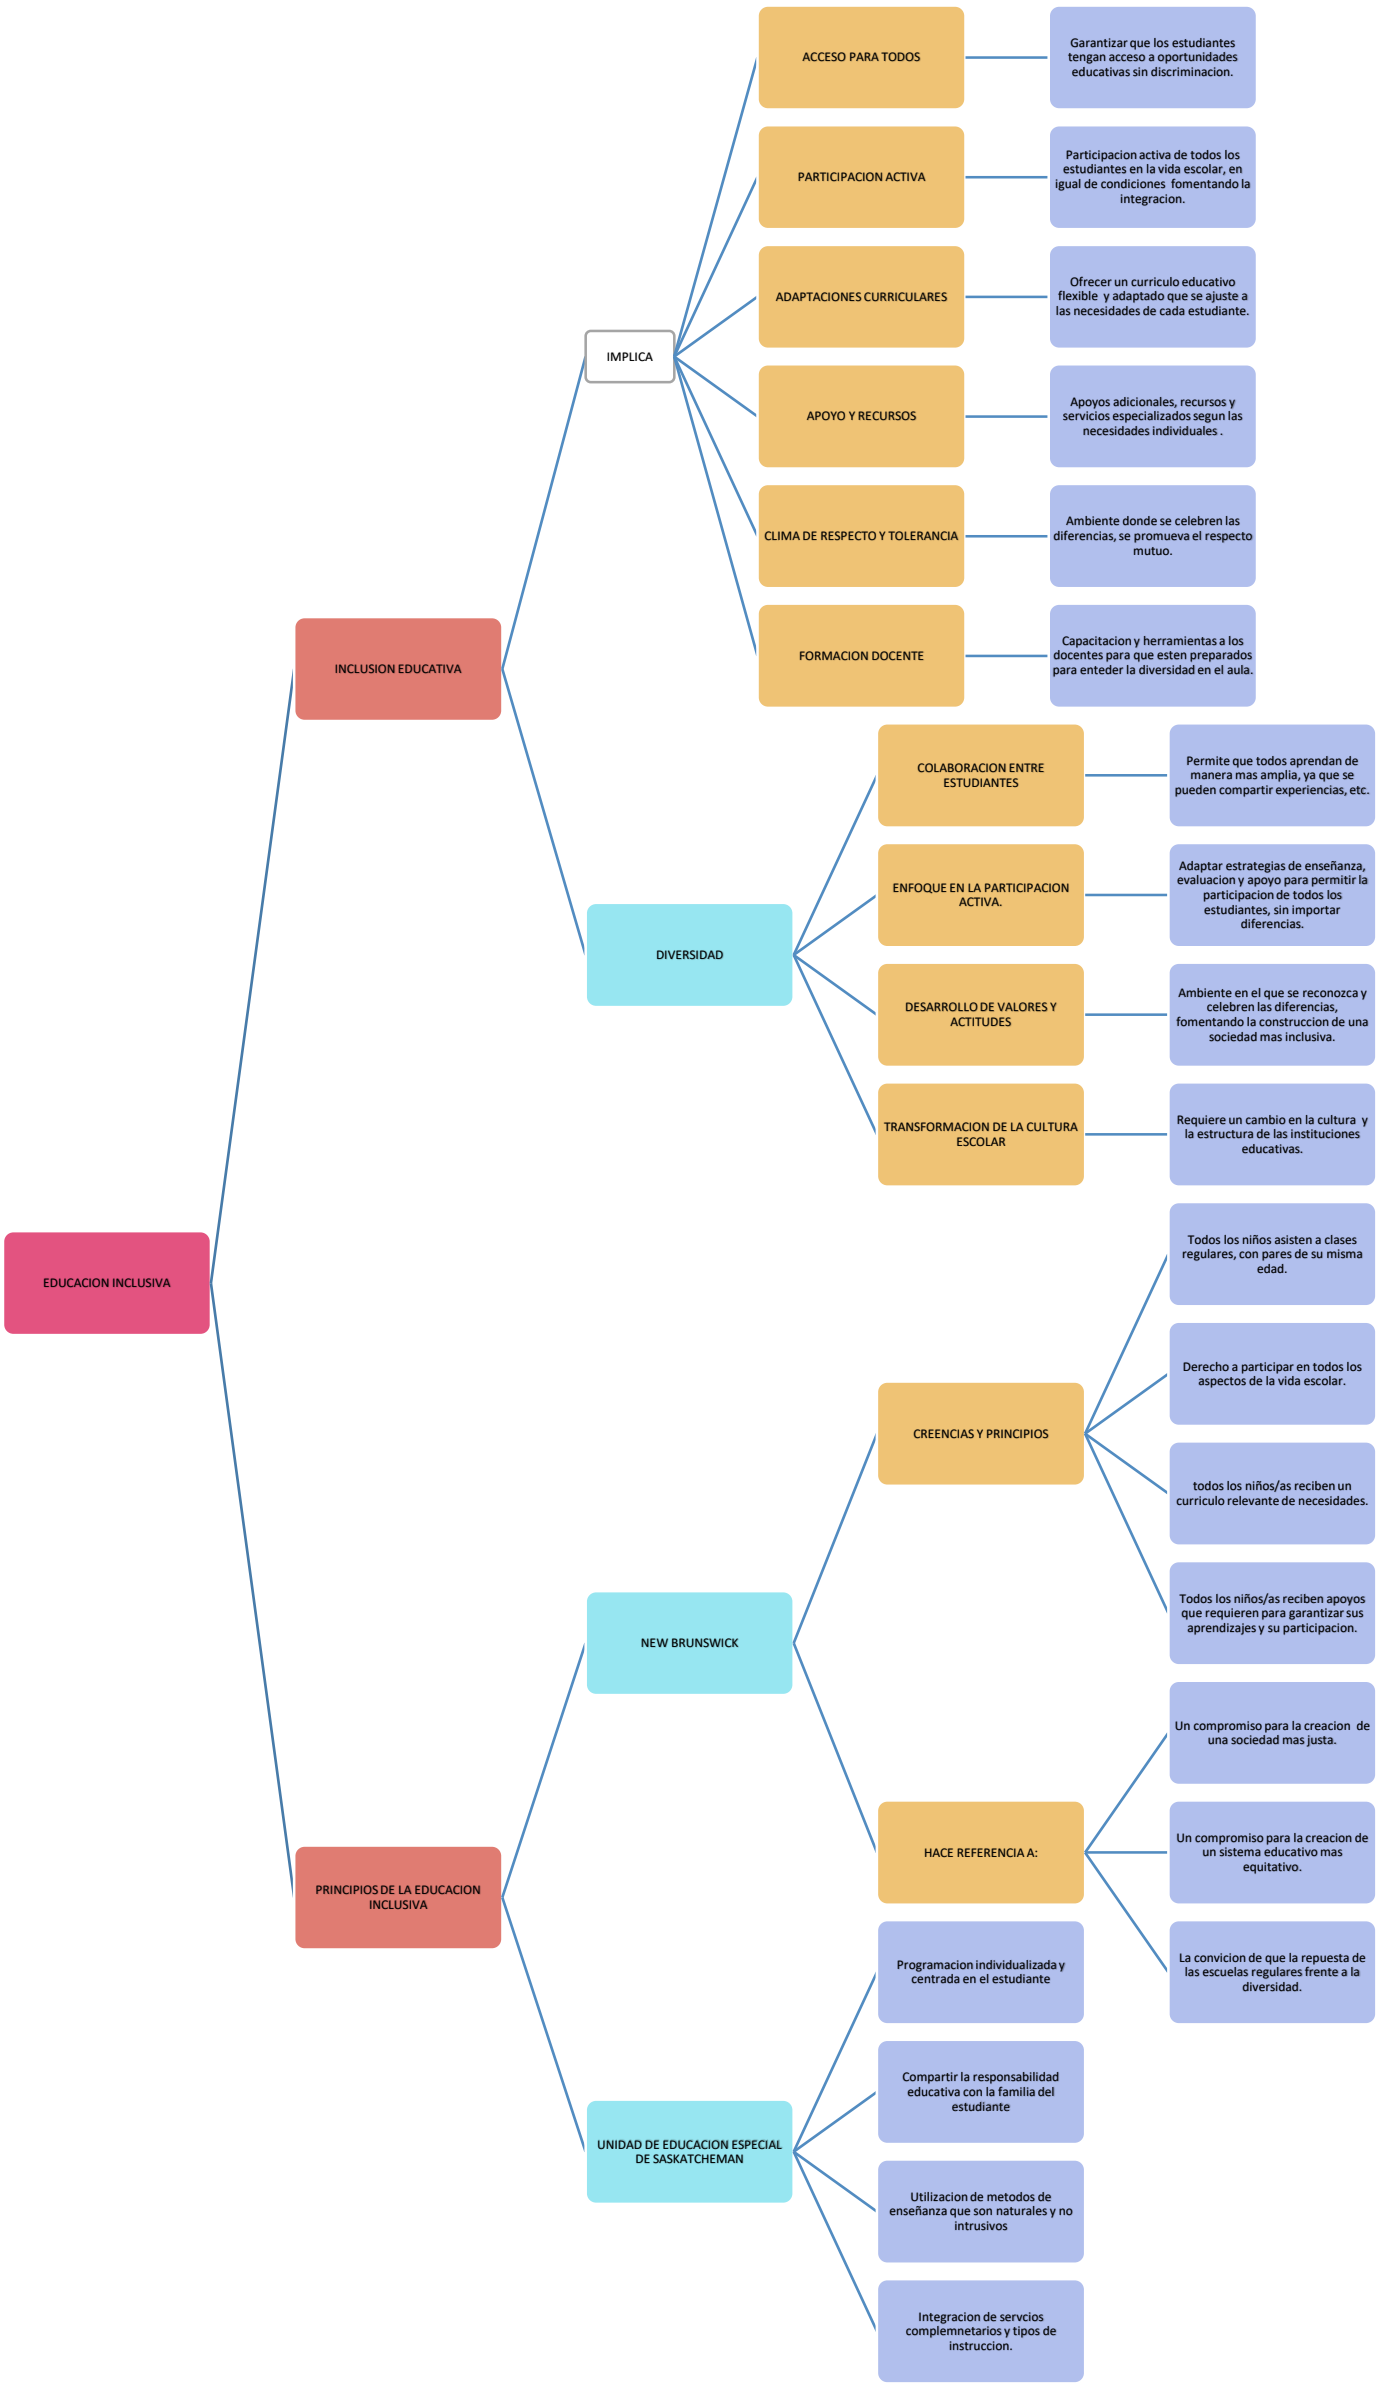 ACCESO PARA TODOS
Garantizar que los estudiantes
tengan acceso a oportunidades
educativas sin discriminacion.
PARTICIPACION ACTIVA
Participacion activa de todos los
estudiantes en la vida escolar, en
igual de condiciones fomentando la
integracion.
ADAPTACIONES CURRICULARES
Ofrecer un curriculo educativo
flexible y adaptado que se ajuste a
las necesidades de cada estudiante.
IMPLICA
APOYO Y RECURSOS
Apoyos adicionales, recursos y
servicios especializados segun las
necesidades individuales .
CLIMA DE RESPECTO Y TOLERANCIA
Ambiente donde se celebren las
diferencias, se promueva el respecto
mutuo.
INCLUSION EDUCATIVA
FORMACION DOCENTE
Capacitacion y herramientas a los
docentes para que esten preparados
para enteder la diversidad en el aula.
COLABORACION ENTRE
ESTUDIANTES
Permite que todos aprendan de
manera mas amplia, ya que se
pueden compartir experiencias, etc.
ENFOQUE EN LA PARTICIPACION
ACTIVA.
Adaptar estrategias de enseñanza,
evaluacion y apoyo para permitir la
participacion de todos los
estudiantes, sin importar
diferencias.
DIVERSIDAD
DESARROLLO DE VALORES Y
ACTITUDES
Ambiente en el que se reconozca y
celebren las diferencias,
fomentando la construccion de una
sociedad mas inclusiva.
TRANSFORMACION DE LA CULTURA
ESCOLAR
Requiere un cambio en la cultura y
la estructura de las instituciones
educativas.
EDUCACION INCLUSIVA
Todos los niños asisten a clases
regulares, con pares de su misma
edad.
Derecho a participar en todos los
aspectos de la vida escolar.
CREENCIAS Y PRINCIPIOS
todos los niños/as reciben un
curriculo relevante de necesidades.
Todos los niños/as reciben apoyos
que requieren para garantizar sus
aprendizajes y su participacion.
NEW BRUNSWICK
Un compromiso para la creacion de
una sociedad mas justa.
HACE REFERENCIA A:
Un compromiso para la creacion de
un sistema educativo mas
equitativo.
PRINCIPIOS DE LA EDUCACION
INCLUSIVA
La convicion de que la repuesta de
las escuelas regulares frente a la
diversidad.
Programacion individualizada y
centrada en el estudiante
Compartir la responsabilidad
educativa con la familia del
estudiante
UNIDAD DE EDUCACION ESPECIAL
DE SASKATCHEMAN
Utilizacion de metodos de
enseñanza que son naturales y no
intrusivos
Integracion de servcios
complemnetarios y tipos de
instruccion.